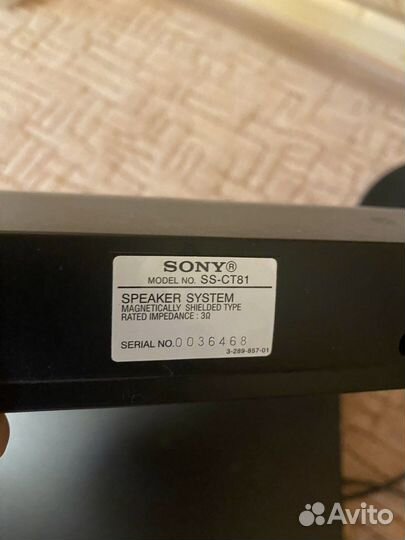 SONY®
MODEL NO. SS-CT81
SPEAKER SYSTEM
MAGNETICALLY SHIELDED TYPE
RATED IMPEDANCE : 3Ω
SERIAL NO. 0036468
3-289-857-01
Avito